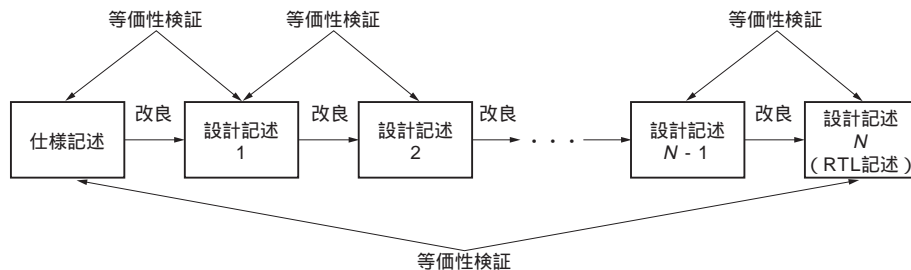 等価性検証
等価性検証
等価性検証
仕様記述
改良
設計記述
1
改良
設計記述
2
改良
・・・
設計記述
N - 1
改良
設計記述
N
(RTL記述)
等価性検証